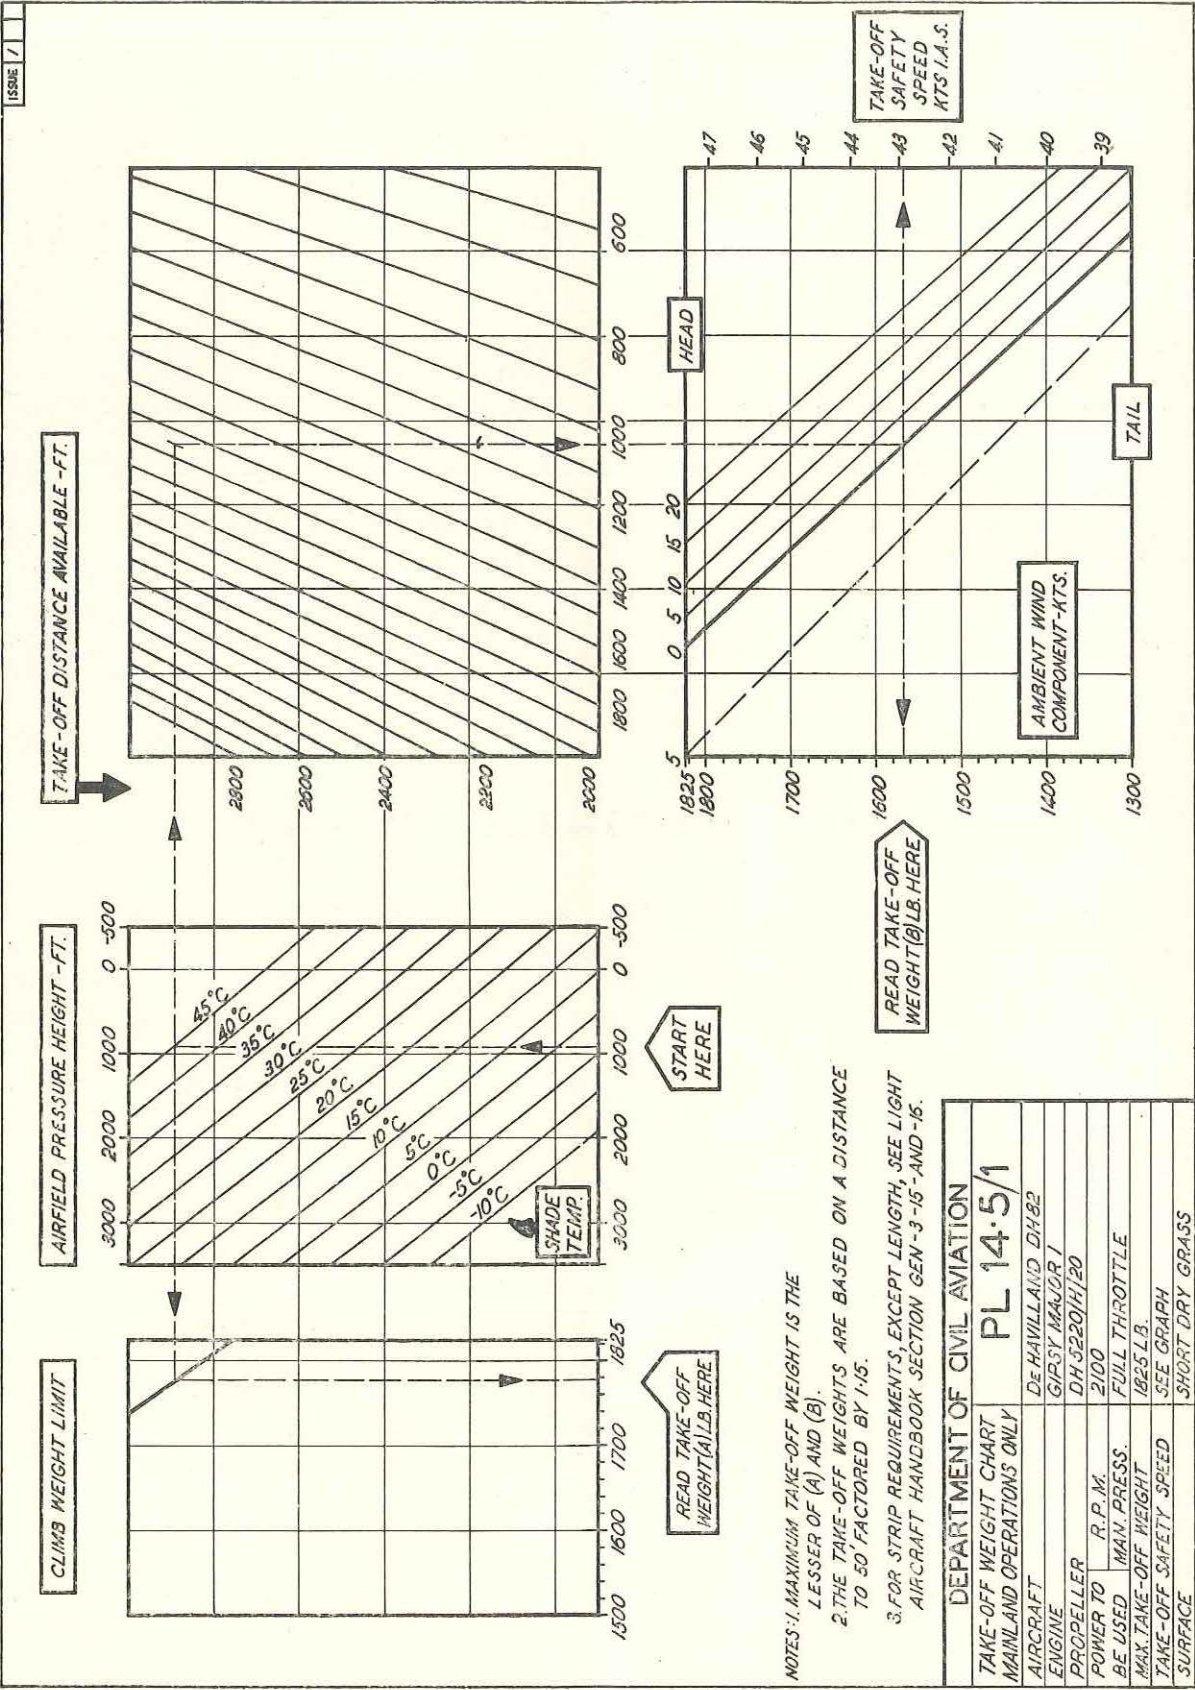 ISSUE 1
CLIMB WEIGHT LIMIT
AIRFIELD PRESSURE HEIGHT -FT.
TAKE-OFF DISTANCE AVAILABLE -FT.
3000 2000 1000 0 -500
45°C
40°C
35°C
30°C
25°C
20°C
15°C
10°C
5°C
0°C
-5°C
-10°C
SHADE
TEMP.
2800
2600
2400
2200
2000
1500 1600 1700 1825
3000 2000 1000 0 -500
1800 1600 1400 1200 1000 800 600
READ TAKE-OFF
WEIGHT(A)LB.HERE
START
HERE
5 0 5 10 15 20
HEAD
1825
1800
1700
1600
1500
1400
1300
47
46
45
44
43
42
41
40
39
TAKE-OFF
SAFETY
SPEED
KTS I.A.S.
AMBIENT WIND
COMPONENT-KTS.
TAIL
READ TAKE-OFF
WEIGHT(B)LB.HERE
NOTES:1. MAXIMUM TAKE-OFF WEIGHT IS THE
LESSER OF (A) AND (B).
2.THE TAKE-OFF WEIGHTS ARE BASED ON A DISTANCE
TO 50' FACTORED BY 1·15.
3.FOR STRIP REQUIREMENTS, EXCEPT LENGTH, SEE LIGHT
AIRCRAFT HANDBOOK SECTION GEN-3-15-AND-16.
DEPARTMENT OF CIVIL AVIATION
TAKE-OFF WEIGHT CHART
MAINLAND OPERATIONS ONLY
PL 14·5/1
AIRCRAFT De HAVILLAND DH82
ENGINE GIPSY MAJOR 1
PROPELLER DH5220/H/20
POWER TO BE USED R.P.M. 2100
MAN. PRESS. FULL THROTTLE
MAX. TAKE-OFF WEIGHT 1825 LB.
TAKE-OFF SAFETY SPEED SEE GRAPH
SURFACE SHORT DRY GRASS